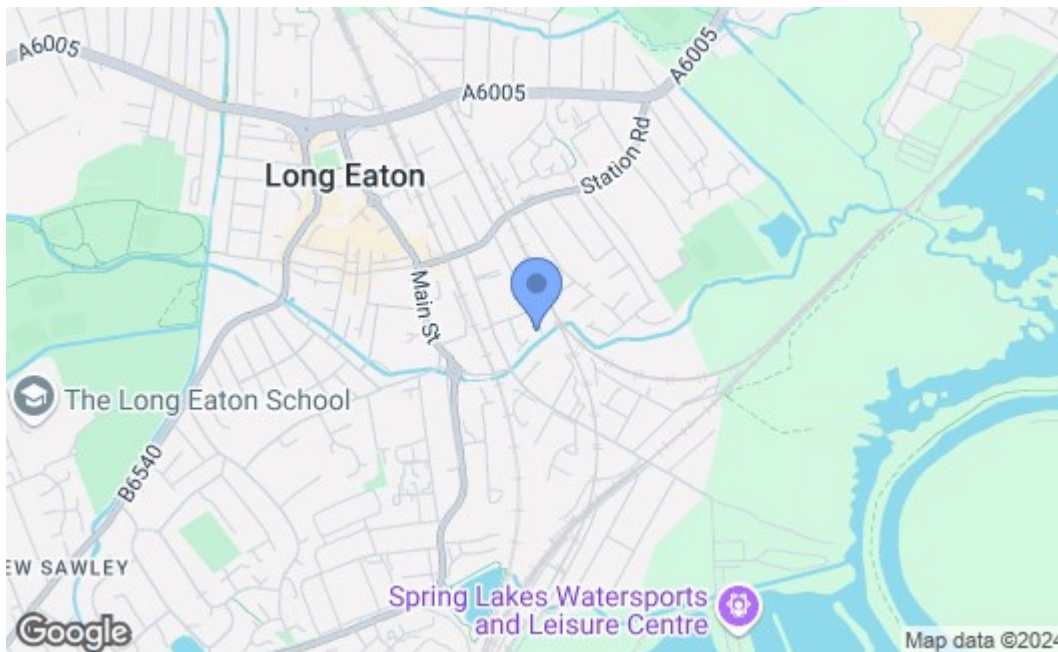 A6005
A6005
A6005
Station Rd
Long Eaton
Main St
The Long Eaton School
B6540
EW SAWLEY
Spring Lakes Watersports
and Leisure Centre
Google
Map data ©2024